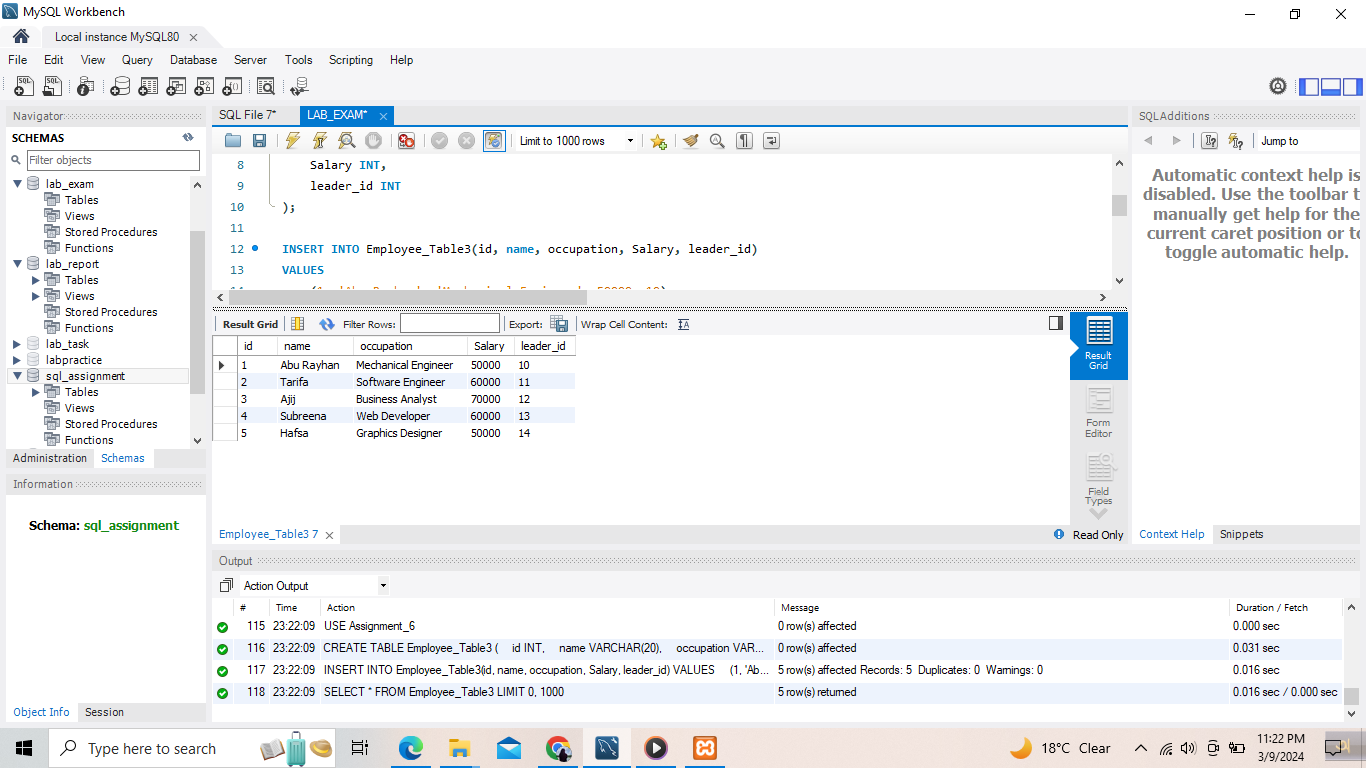 MySQL Workbench
Local instance MySQL80
File Edit View Query Database Server Tools Scripting Help
Navigator
SCHEMAS
Filter objects
lab_exam
Tables
Views
Stored Procedures
Functions
lab_report
Tables
Views
Stored Procedures
Functions
lab_task
labpractice
sql_assignment
Tables
Views
Stored Procedures
Functions
Administration Schemas
Information
Schema: sql_assignment
Object Info Session
SQL File 7* LAB_EXAM*
Limit to 1000 rows
8 Salary INT,
9 leader_id INT
10 );
11
12 INSERT INTO Employee_Table3(id, name, occupation, Salary, leader_id)
13 VALUES
Result Grid Filter Rows: Export: Wrap Cell Content: IA
id name occupation Salary leader_id
1 Abu Rayhan Mechanical Engineer 50000 10
2 Tarifa Software Engineer 60000 11
3 Ajij Business Analyst 70000 12
4 Subreena Web Developer 60000 13
5 Hafsa Graphics Designer 50000 14
Result Grid
Form Editor
Field Types
Employee_Table3 7
Read Only
SQLAdditions
Jump to
Automatic context help is
disabled. Use the toolbar t
manually get help for the
current caret position or to
toggle automatic help.
Context Help Snippets
Output
Action Output
# Time Action Message Duration / Fetch
115 23:22:09 USE Assignment_6 0 row(s) affected 0.000 sec
116 23:22:09 CREATE TABLE Employee_Table3 ( id INT, name VARCHAR(20), occupation VAR... 0 row(s) affected 0.031 sec
117 23:22:09 INSERT INTO Employee_Table3(id, name, occupation, Salary, leader_id) VALUES (1, 'Ab... 5 row(s) affected Records: 5 Duplicates: 0 Warnings: 0 0.016 sec
118 23:22:09 SELECT * FROM Employee_Table3 LIMIT 0, 1000 5 row(s) returned 0.016 sec / 0.000 sec
Type here to search
18°C Clear
11:22 PM
3/9/2024